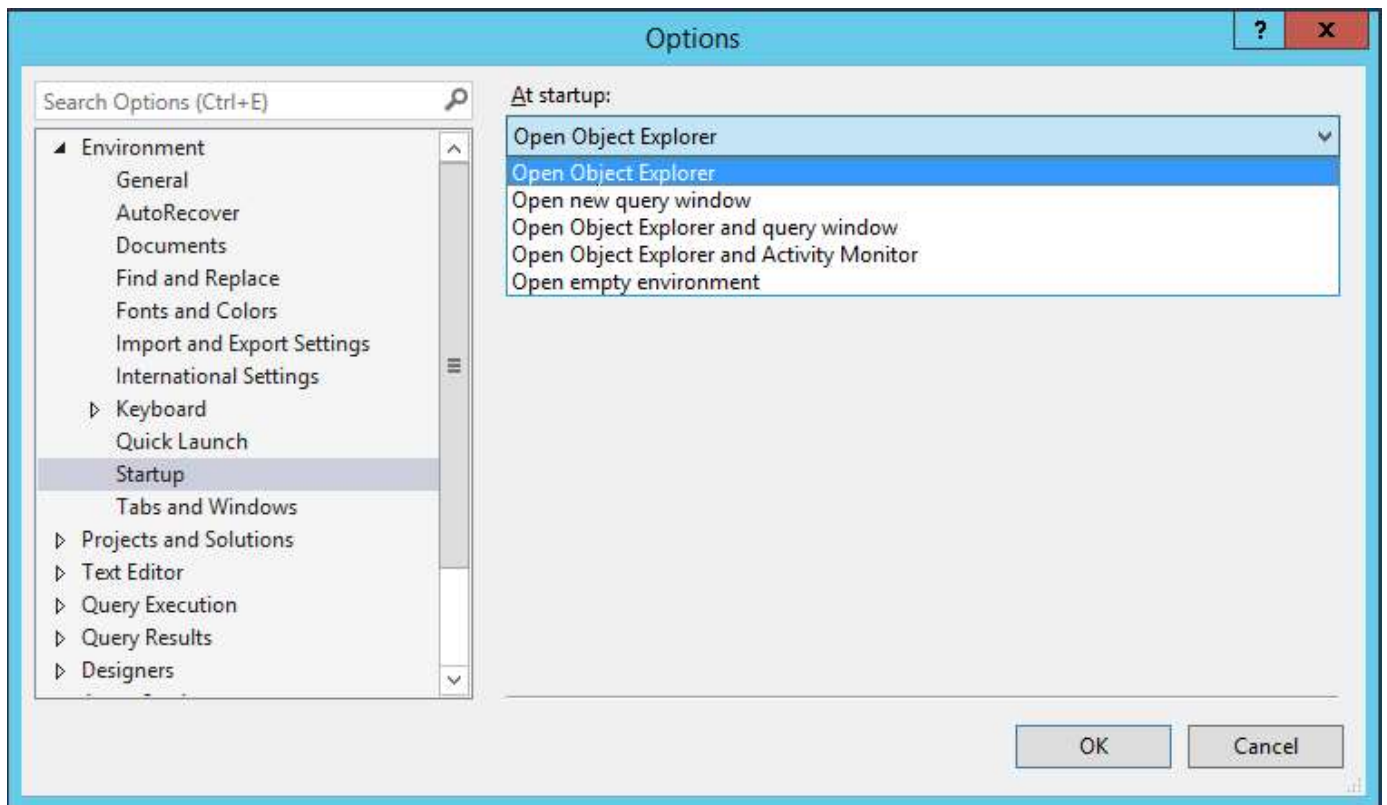 Options
?
X
Search Options (Ctrl+E)
Environment
General
AutoRecover
Documents
Find and Replace
Fonts and Colors
Import and Export Settings
International Settings
Keyboard
Quick Launch
Startup
Tabs and Windows
Projects and Solutions
Text Editor
Query Execution
Query Results
Designers
At startup:
Open Object Explorer
Open Object Explorer
Open new query window
Open Object Explorer and query window
Open Object Explorer and Activity Monitor
Open empty environment
OK
Cancel